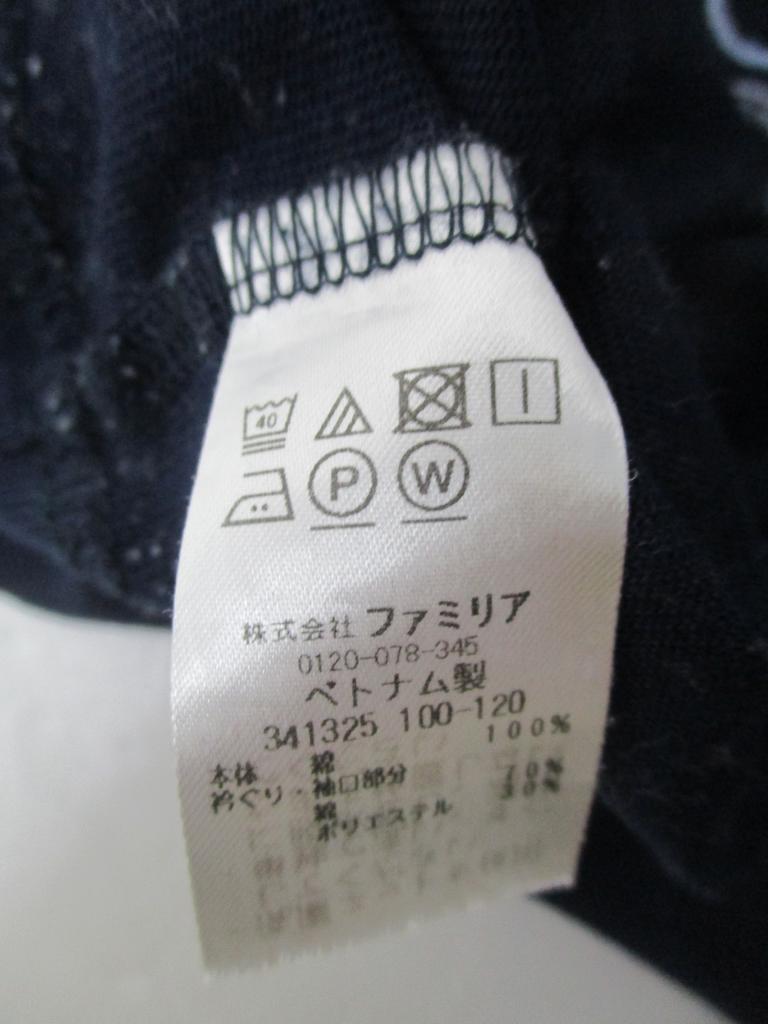 40
P W
株式会社 ファミリア
0120-078-345
ベトナム製
341325 100-120
本体 綿 100%
衿ぐり・袖口部分
綿 70%
ポリエステル 30%